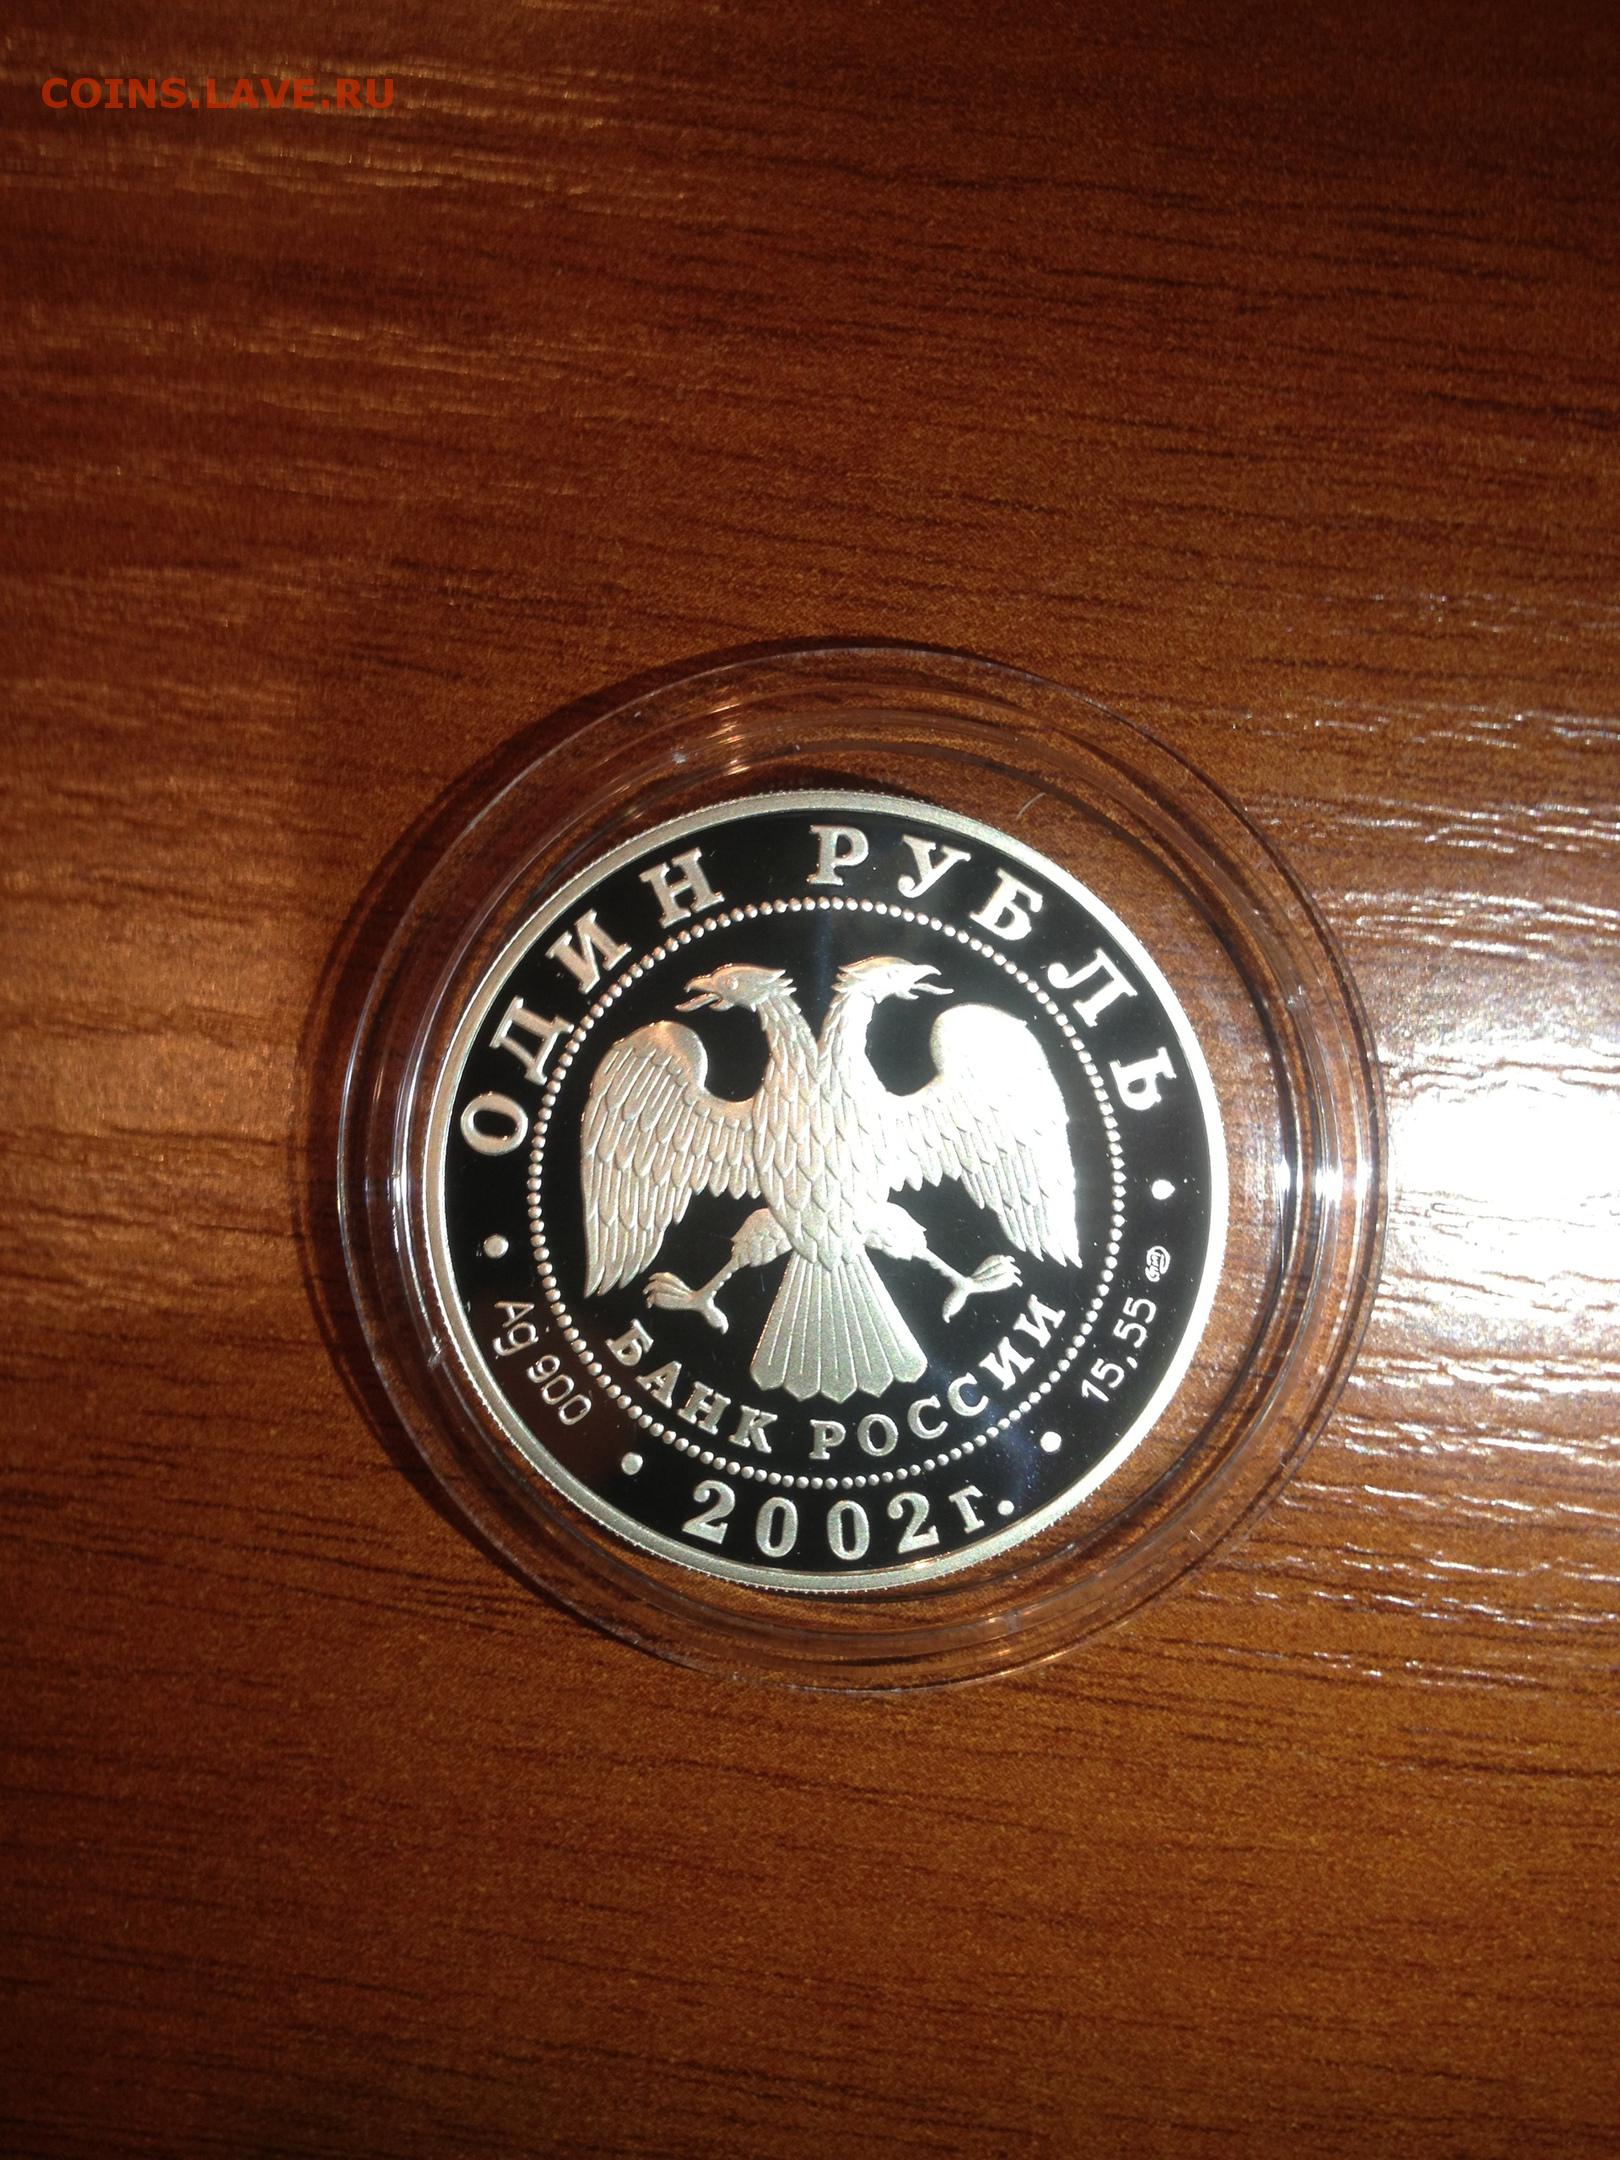 COINS.LAVE.RU
ОДИН РУБЛЬ
БАНК РОССИИ
Ag 900
15,55
2002г.